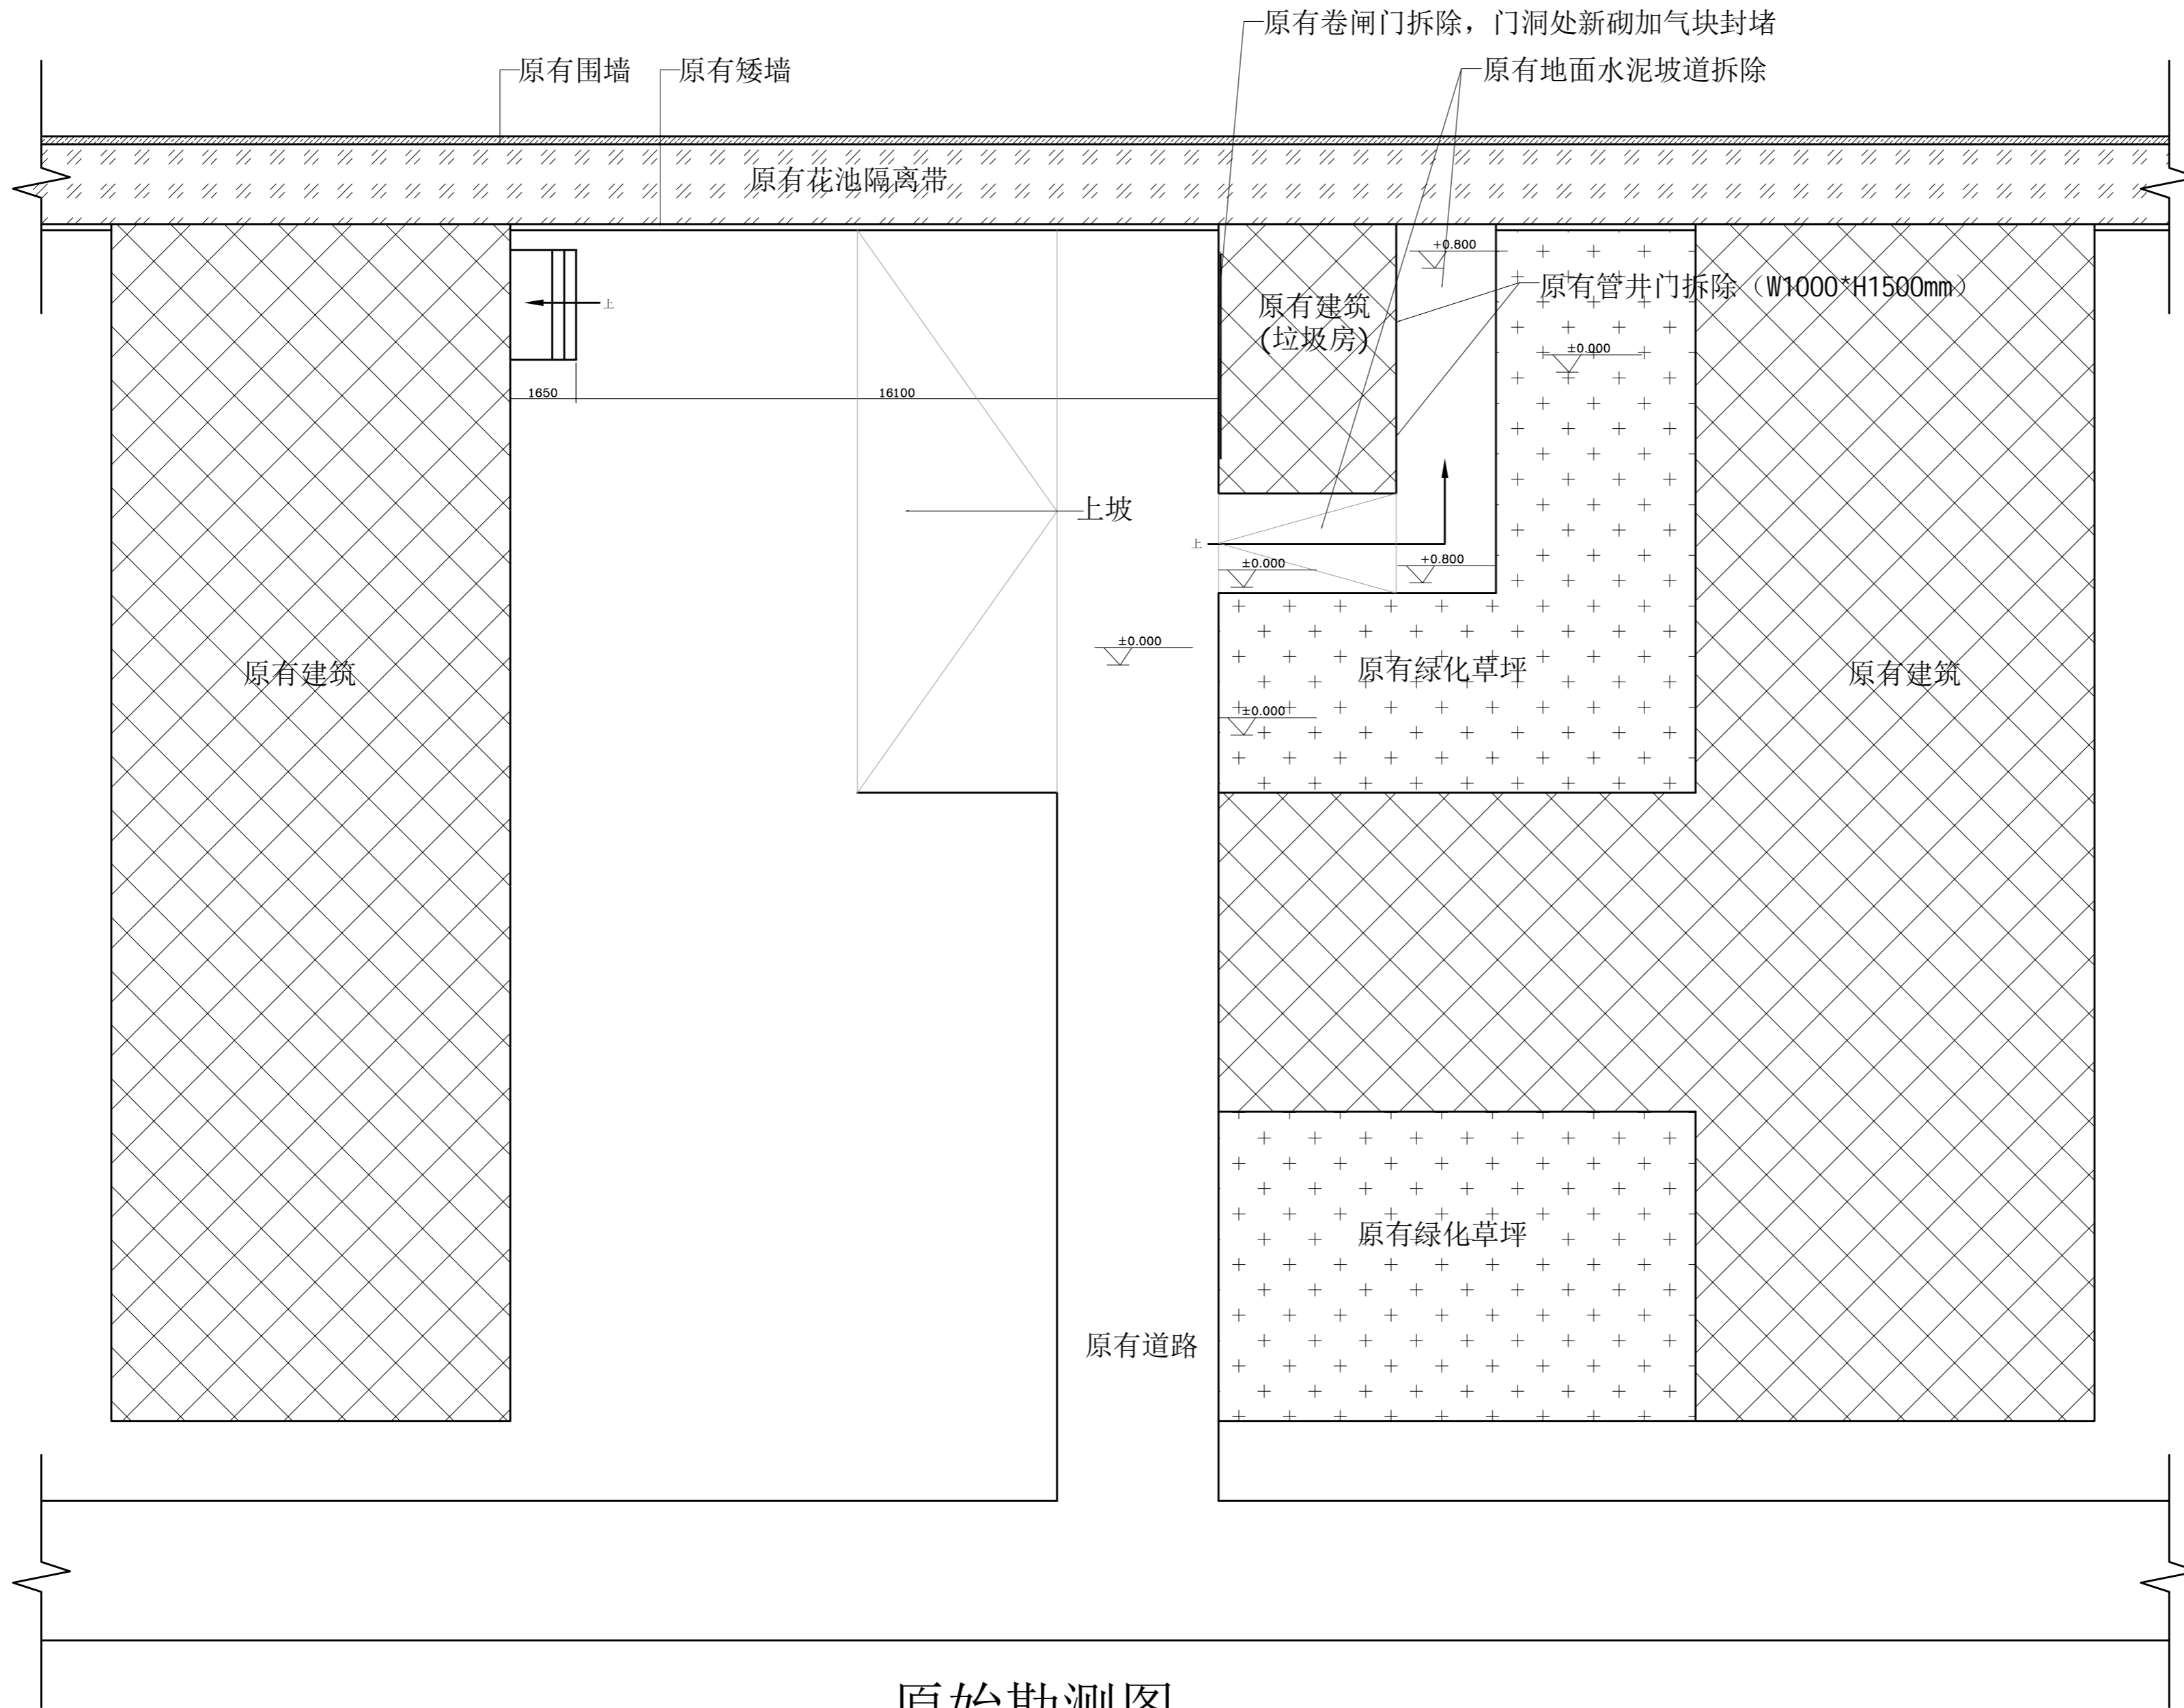 原有卷闸门拆除，门洞处新砌加气块封堵
原有围墙
原有矮墙
原有地面水泥坡道拆除
原有花池隔离带
+0.800
原有管井门拆除（W1000*H1500mm）
上
原有建筑
(垃圾房)
±0.000
1650
16100
上坡
上
±0.000
+0.800
±0.000
原有建筑
原有绿化草坪
原有建筑
±0.000
原有绿化草坪
原有道路
原始勘测图